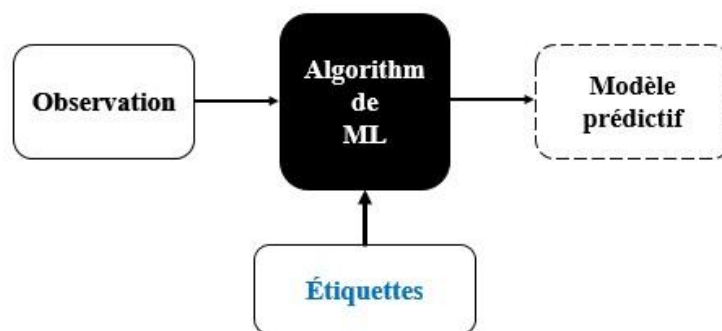 Observation
Algorithm
de
ML
Modèle
prédictif
Étiquettes